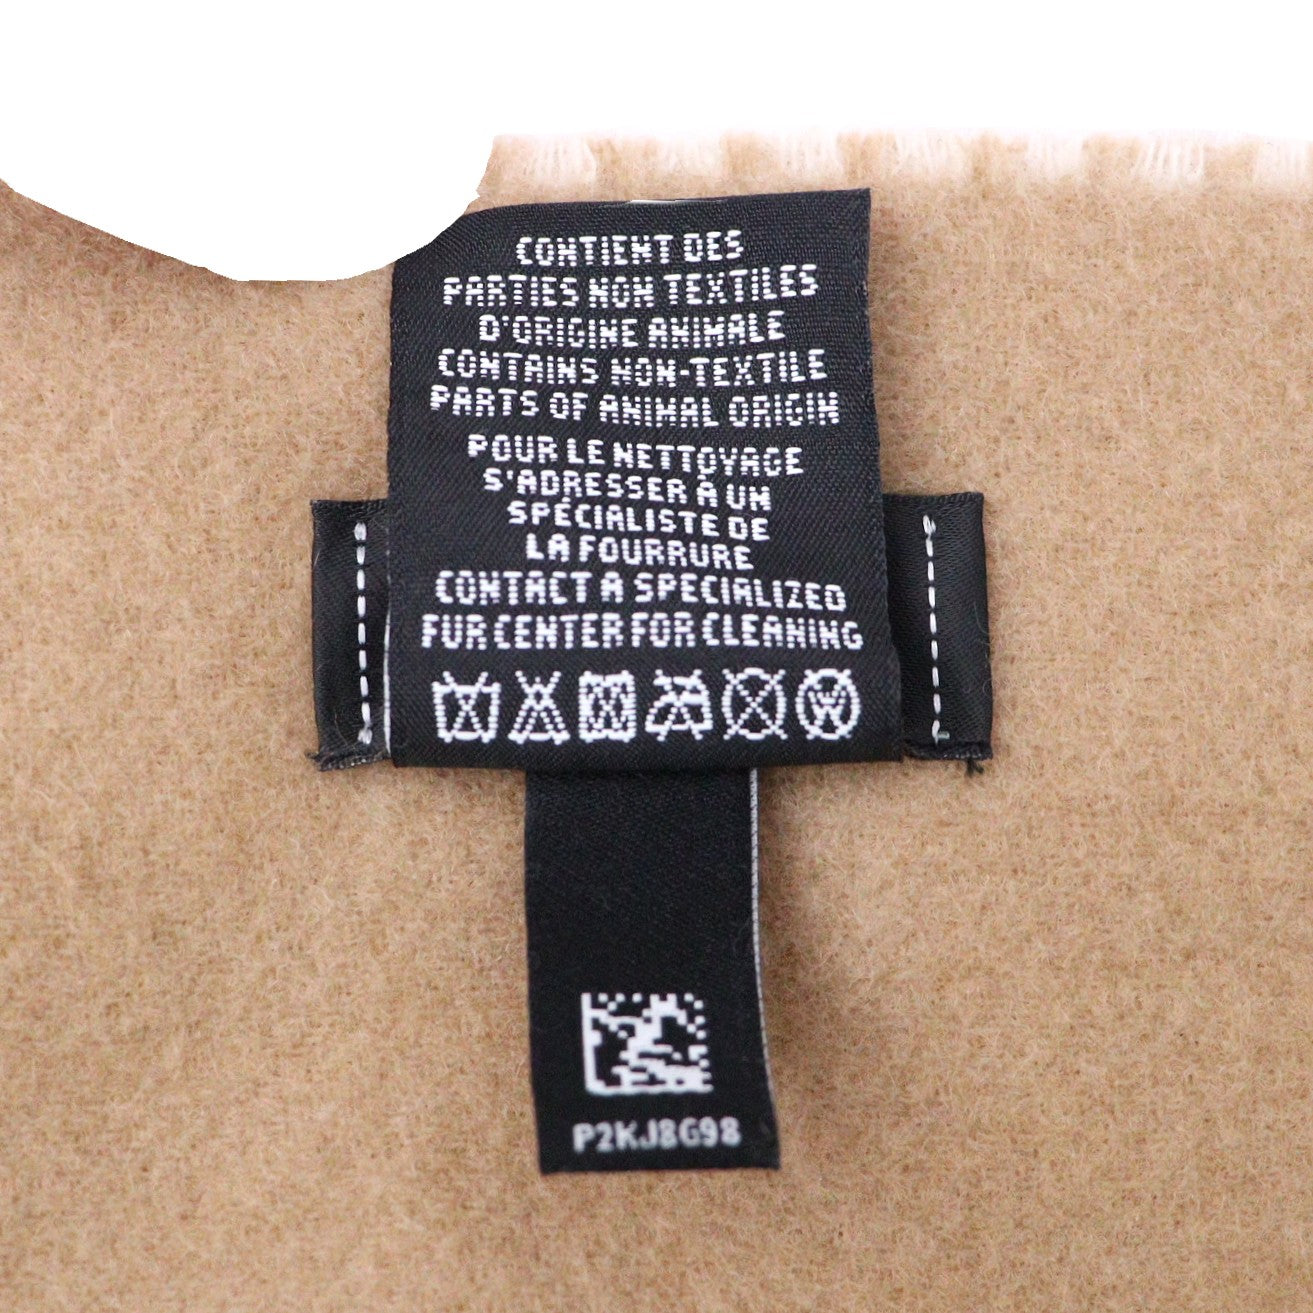 CONTIENT DES
PARTIES NON TEXTILES
D'ORIGINE ANIMALE
CONTAINS NON-TEXTILE
PARTS OF ANIMAL ORIGIN
POUR LE NETTOYAGE
S'ADRESSER À UN
SPÉCIALISTE DE
LA FOURRURE
CONTACT A SPECIALIZED
FUR CENTER FOR CLEANING
W
P2KJ8G98